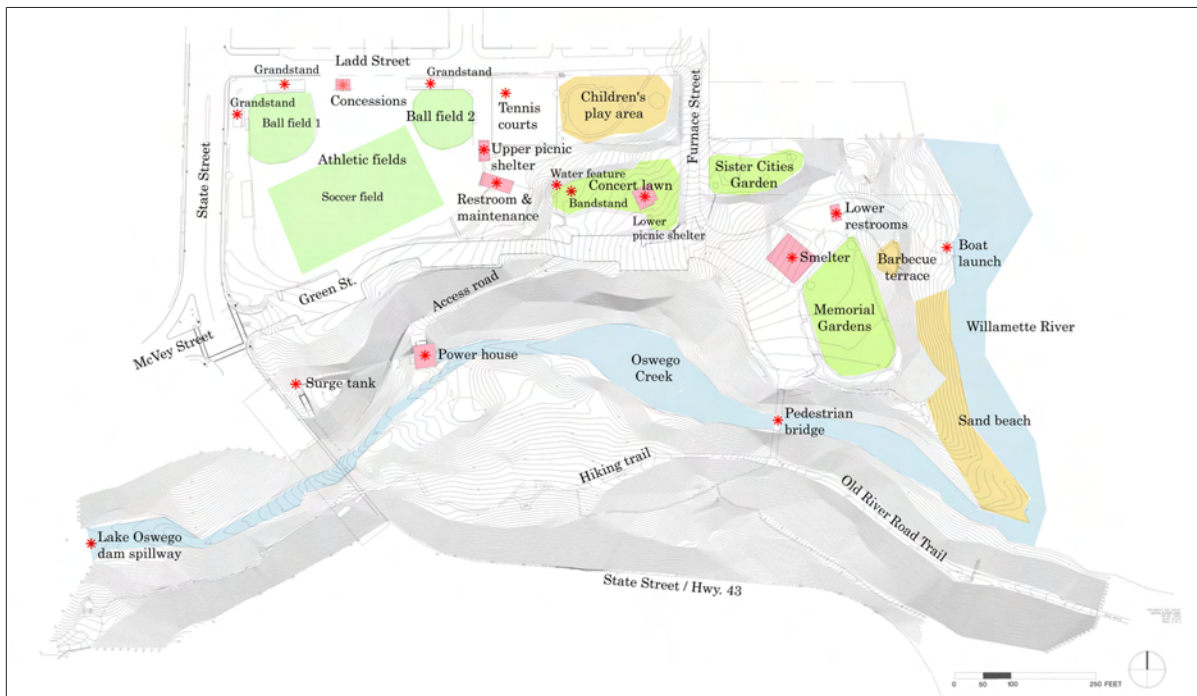 Ladd Street
Grandstand
Grandstand
Concessions
Grandstand
Ball field 1
Ball field 2
Tennis
courts
Children's
play area
Furnace Street
State Street
Athletic fields
Upper picnic
shelter
Soccer field
Restroom &
maintenance
Water feature
Concert lawn
Bandstand
Lower
picnic shelter
Sister Cities
Garden
Lower
restrooms
Smelter
Barbecue
terrace
Boat
launch
Green St.
Access road
Memorial
Gardens
Willamette River
McVey Street
Power house
Surge tank
Oswego
Creek
Pedestrian
bridge
Sand beach
Hiking trail
Old River Road Trail
Lake Oswego
dam spillway
State Street / Hwy. 43
0 50 100 250 FEET